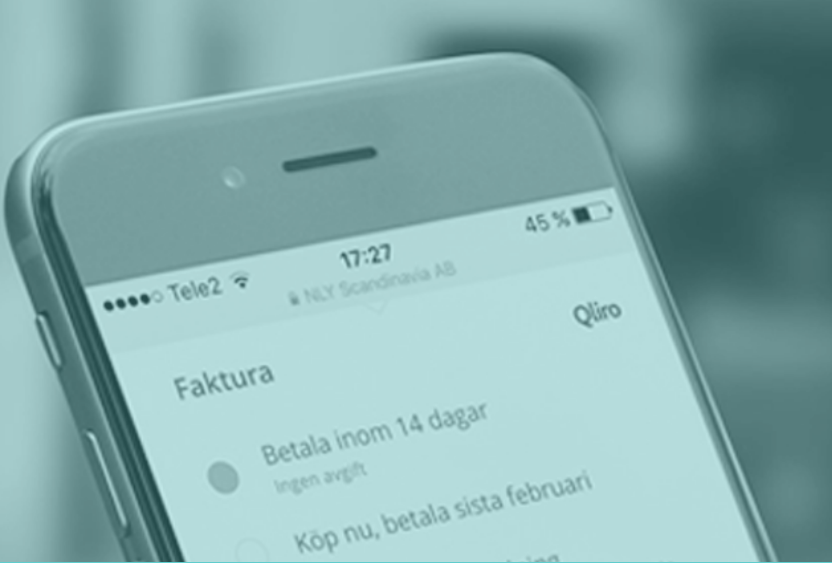 Tele2 17:27 45 %
NLY Scandinavia AB
Qliro
Faktura
Betala inom 14 dagar
Ingen avgift
Köp nu, betala sista februari